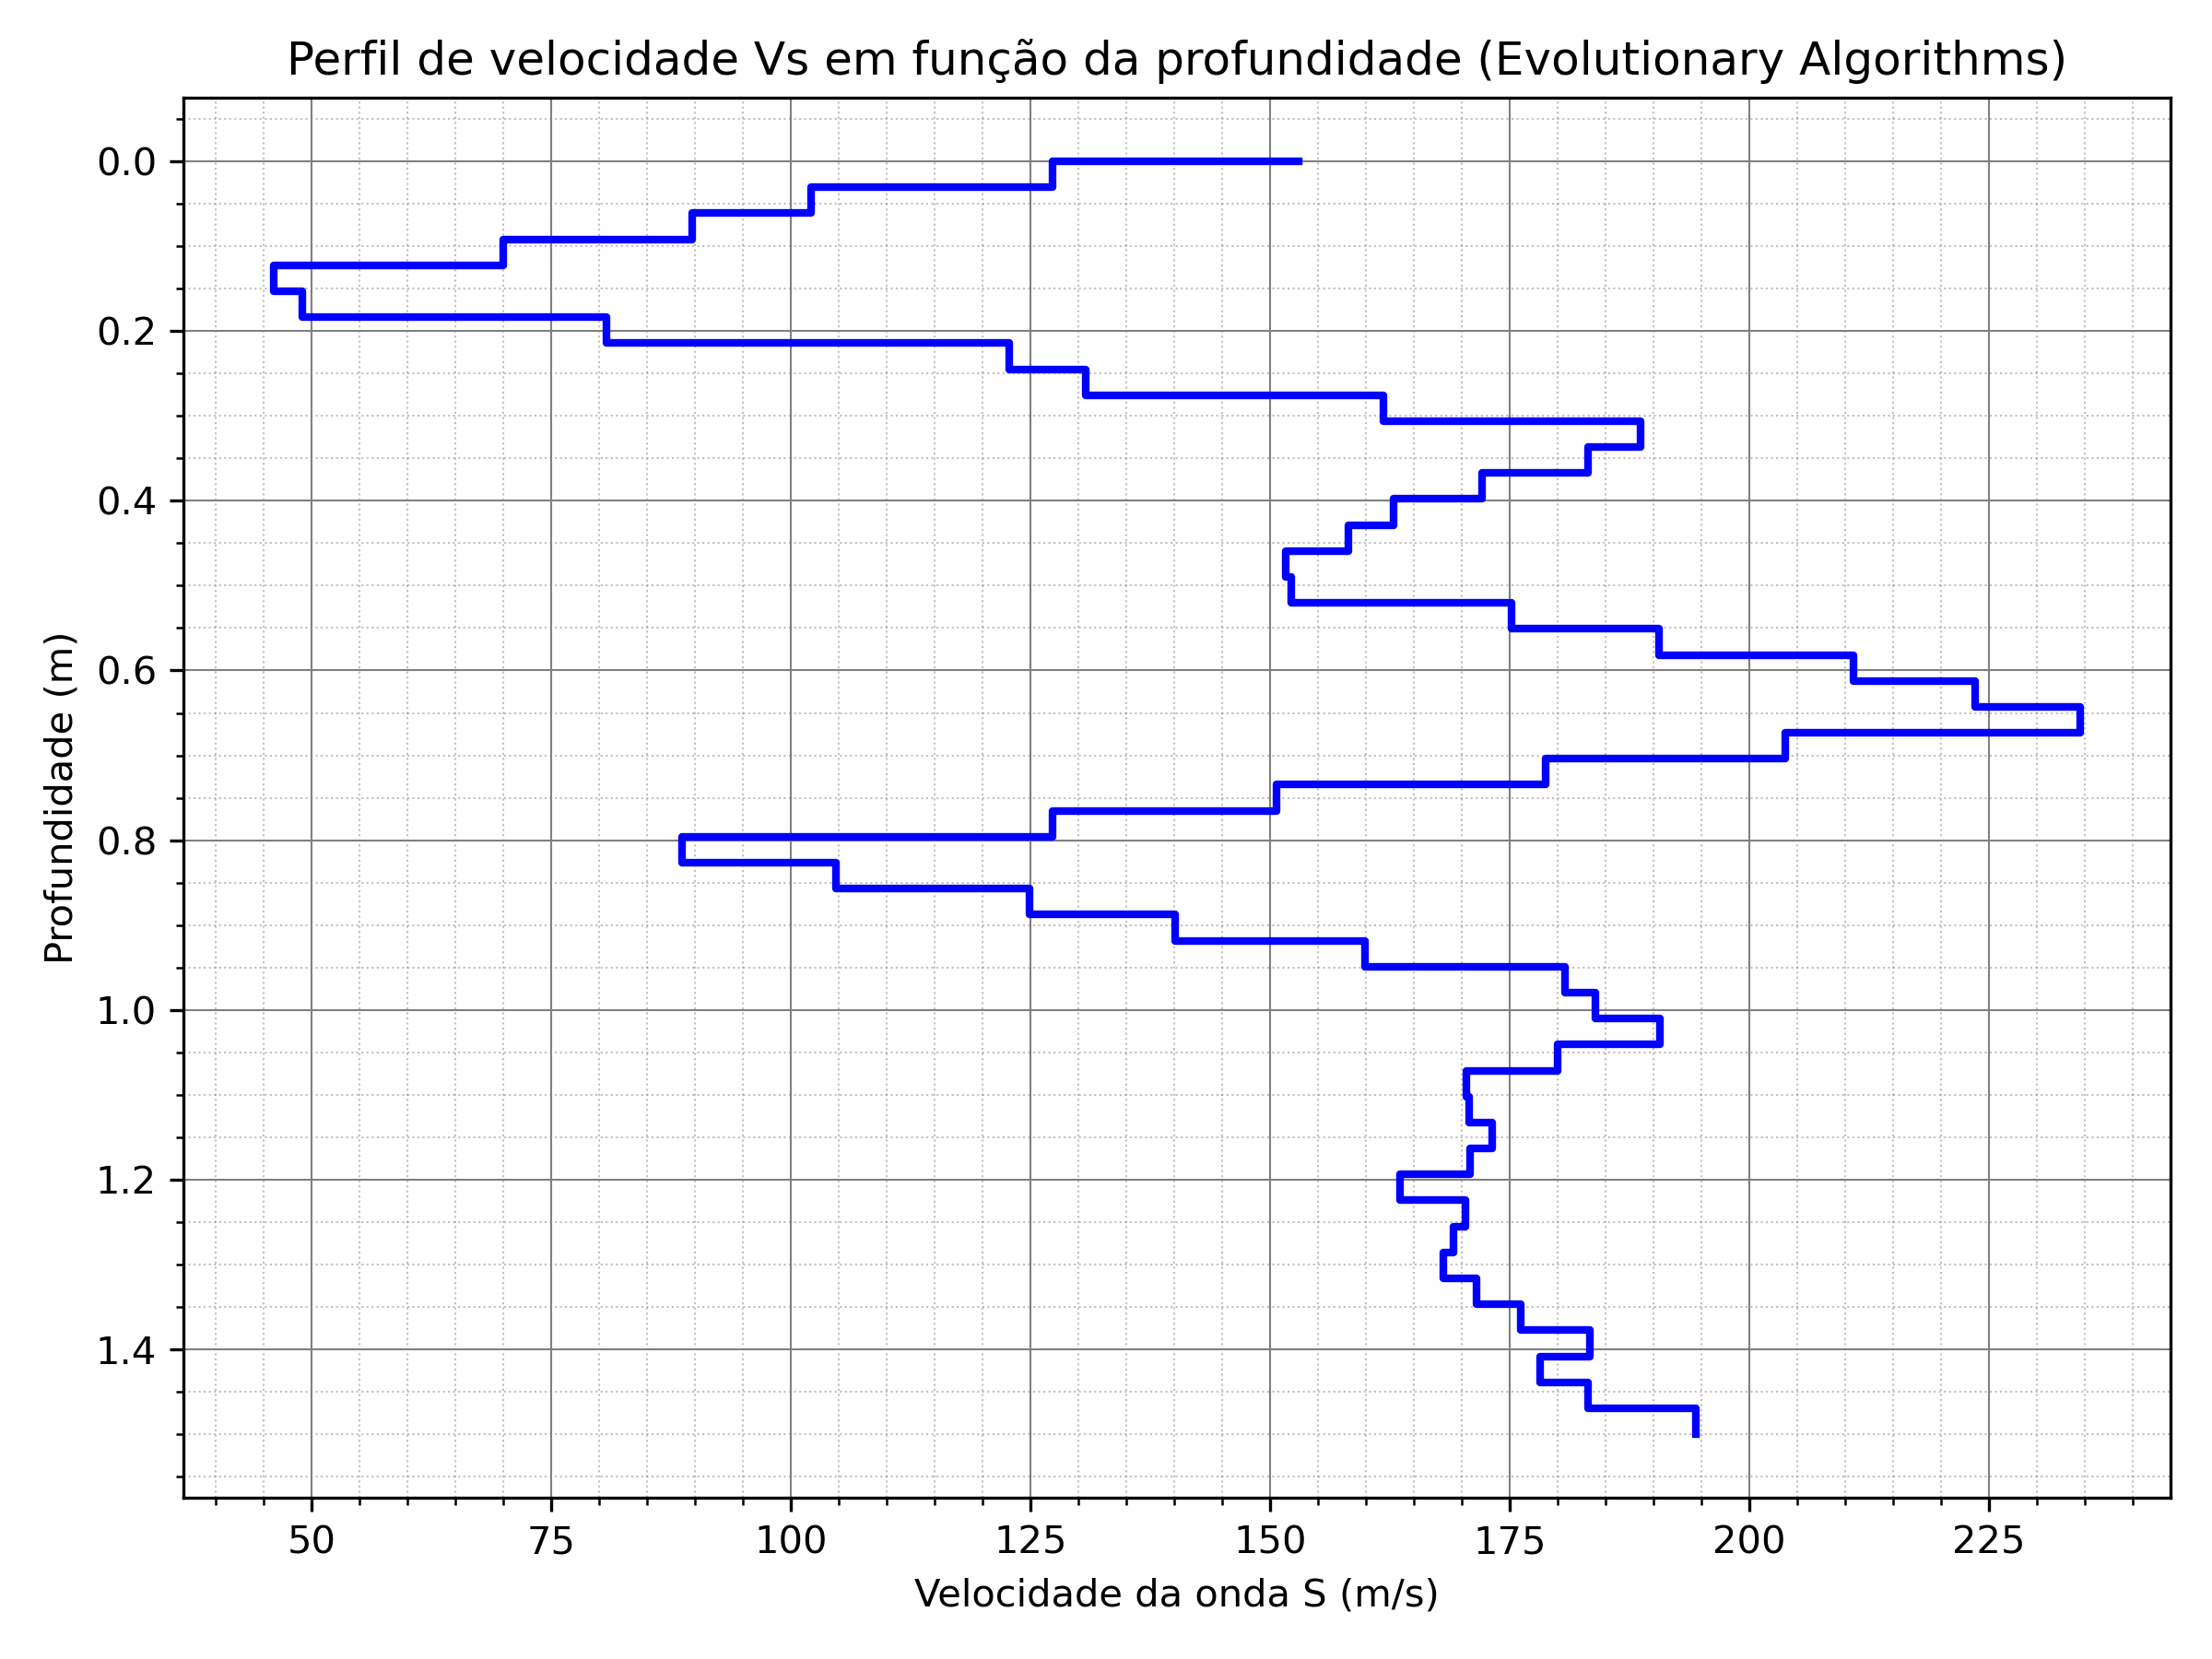 Perfil de velocidade Vs em função da profundidade (Evolutionary Algorithms)
Profundidade (m)
0.0
0.2
0.4
0.6
0.8
1.0
1.2
1.4
50 75 100 125 150 175 200 225
Velocidade da onda S (m/s)